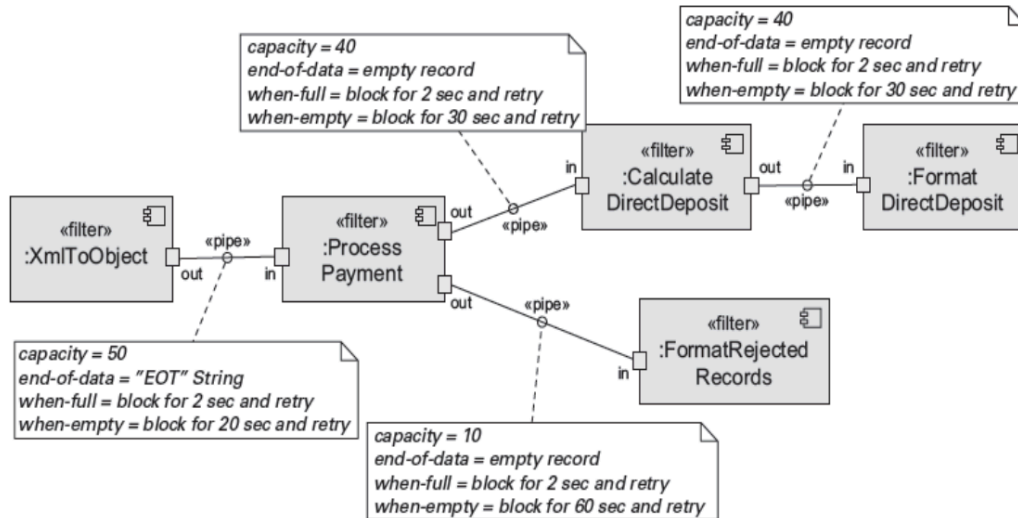 capacity = 40
end-of-data = empty record
when-full = block for 2 sec and retry
when-empty = block for 30 sec and retry
capacity = 40
end-of-data = empty record
when-full = block for 2 sec and retry
when-empty = block for 30 sec and retry
«filter»
:XmlToObject
out
«pipe»
in
«filter»
:Process
Payment
out
out
«pipe»
in
«filter»
:Calculate
DirectDeposit
out
«pipe»
in
«filter»
:Format
DirectDeposit
«pipe»
in
«filter»
:FormatRejected
Records
capacity = 50
end-of-data = "EOT" String
when-full = block for 2 sec and retry
when-empty = block for 20 sec and retry
capacity = 10
end-of-data = empty record
when-full = block for 2 sec and retry
when-empty = block for 60 sec and retry